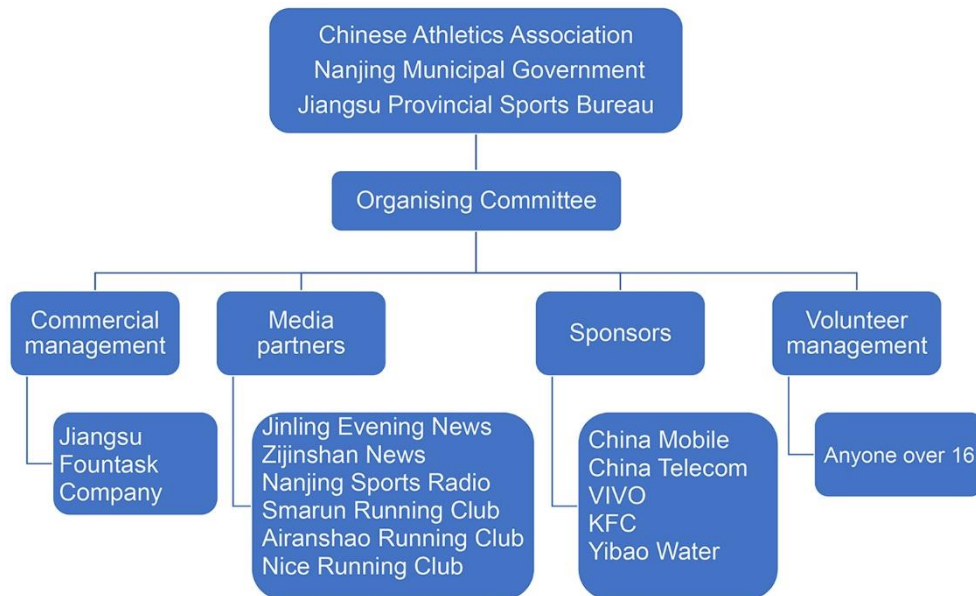 Chinese Athletics Association
Nanjing Municipal Government
Jiangsu Provincial Sports Bureau
Organising Committee
Commercial
management
Media
partners
Sponsors
Volunteer
management
Jiangsu
Fountask
Company
Jinling Evening News
Zijinshan News
Nanjing Sports Radio
Smarun Running Club
Airanshao Running Club
Nice Running Club
China Mobile
China Telecom
VIVO
KFC
Yibao Water
Anyone over 16